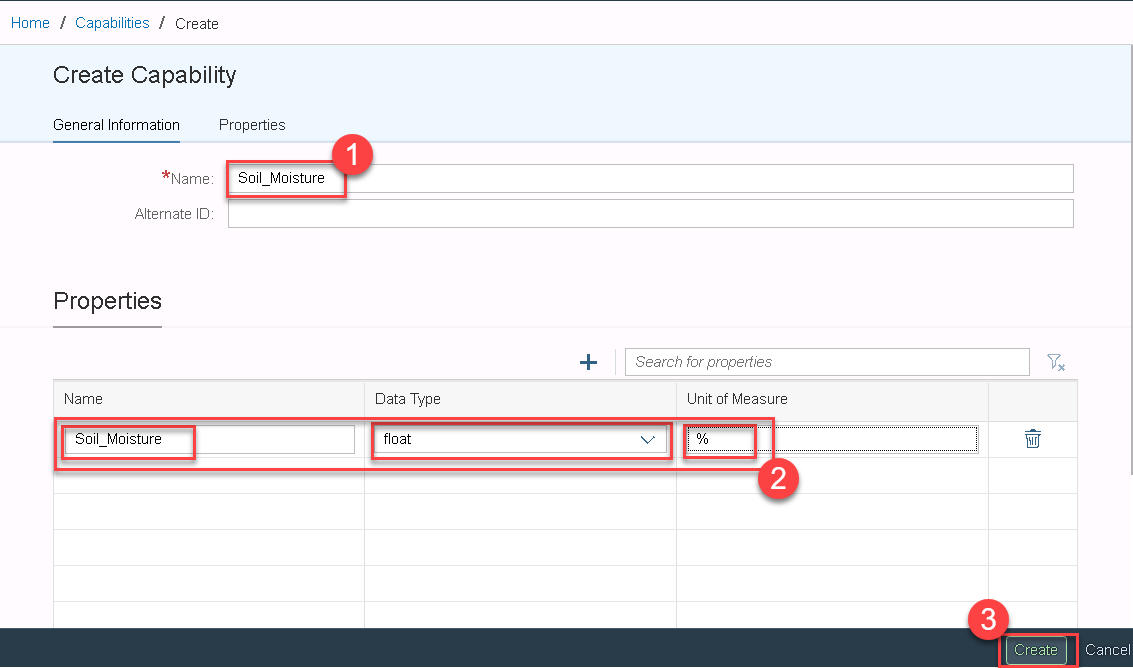 Home / Capabilities / Create
Create Capability
General Information Properties
1
*Name: Soil_Moisture
Alternate ID:
Properties
Search for properties
Name Data Type Unit of Measure
Soil_Moisture float %
2
3
Create Cancel